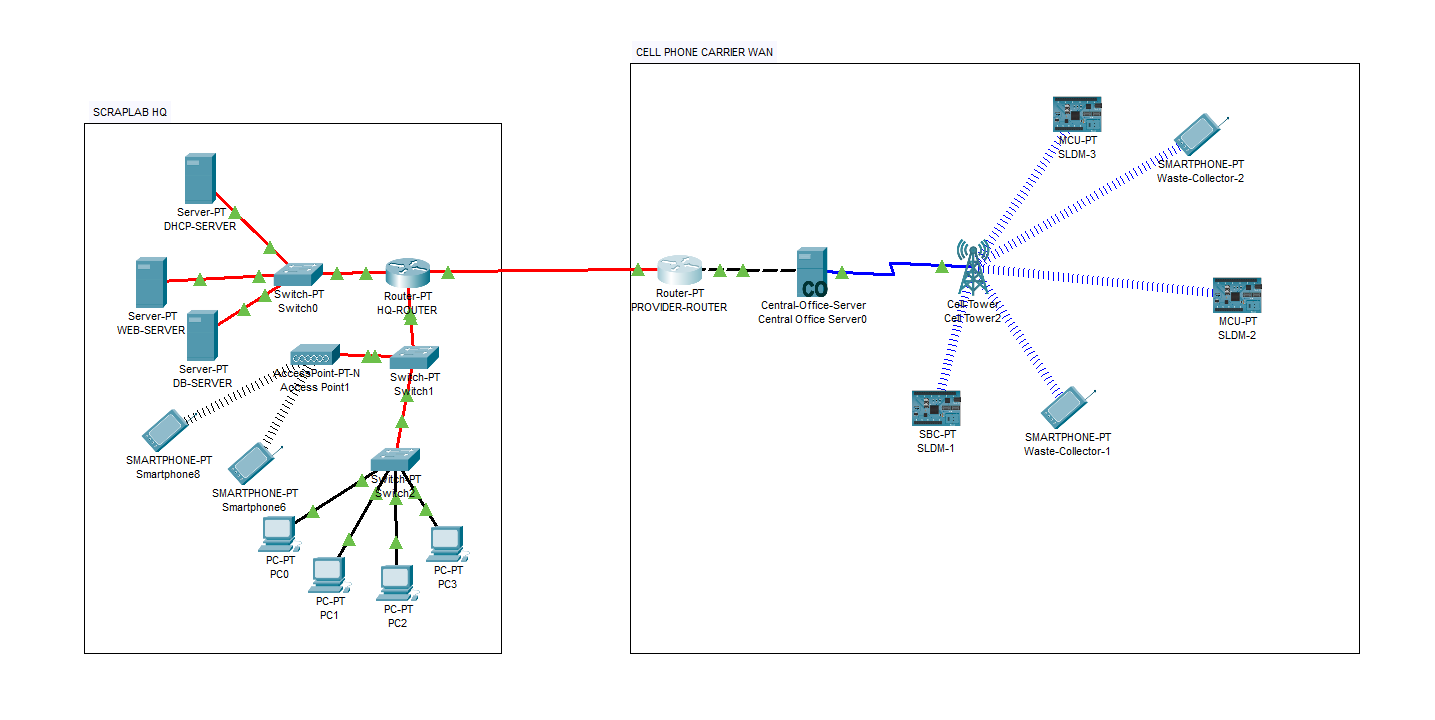 CELL PHONE CARRIER WAN
SCRAPLAB HQ
Server-PT
DHCP-SERVER
Server-PT
WEB-SERVER
Server-PT
DB-SERVER
Switch-PT
Switch0
Router-PT
HQ-ROUTER
AccessPoint-PT-N
Access Point1
Switch-PT
Switch1
SMARTPHONE-PT
Smartphone8
SMARTPHONE-PT
Smartphone6
Switch-PT
Switch2
PC-PT
PC0
PC-PT
PC1
PC-PT
PC2
PC-PT
PC3
Router-PT
PROVIDER-ROUTER
CO
Central-Office-Server
Central Office Server0
Cell-Tower
Cell Tower2
MCU-PT
SLDM-3
SMARTPHONE-PT
Waste-Collector-2
MCU-PT
SLDM-2
SBC-PT
SLDM-1
SMARTPHONE-PT
Waste-Collector-1